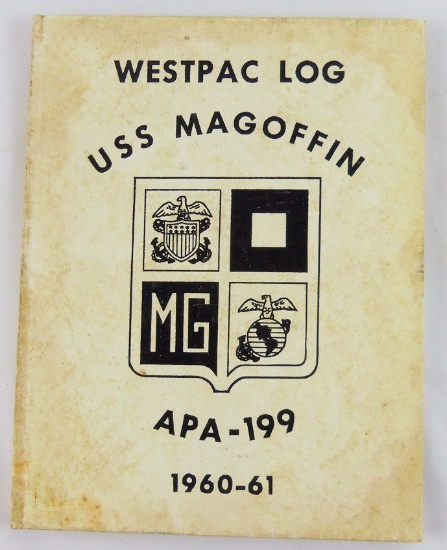 WESTPAC LOG
USS MAGOFFIN
MG
APA-199
1960-61